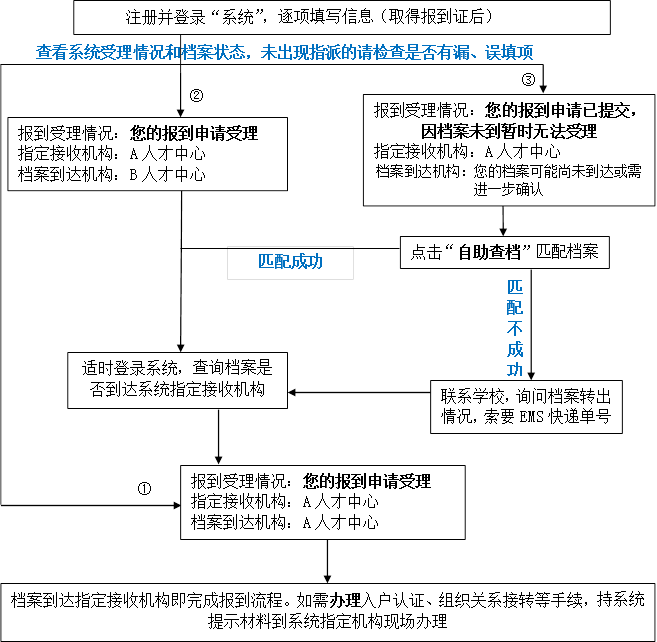 注册并登录“系统”，逐项填写信息（取得报到证后）
查看系统受理情况和档案状态，未出现指派的请检查是否有漏、误填项
②
③
报到受理情况：您的报到申请受理
指定接收机构：A人才中心
档案到达机构：B人才中心
报到受理情况：您的报到申请已提交，
因档案未到暂时无法受理
指定接收机构：A人才中心
档案到达机构：您的档案可能尚未到达或需
进一步确认
点击“自助查档”匹配档案
匹配成功
匹
配
不
成
功
适时登录系统，查询档案是
否到达系统指定接收机构
联系学校，询问档案转出
情况，索要EMS快递单号
①
报到受理情况：您的报到申请受理
指定接收机构：A人才中心
档案到达机构：A人才中心
档案到达指定接收机构即完成报到流程。如需办理入户认证、组织关系接转等手续，持系统
提示材料到系统指定机构现场办理